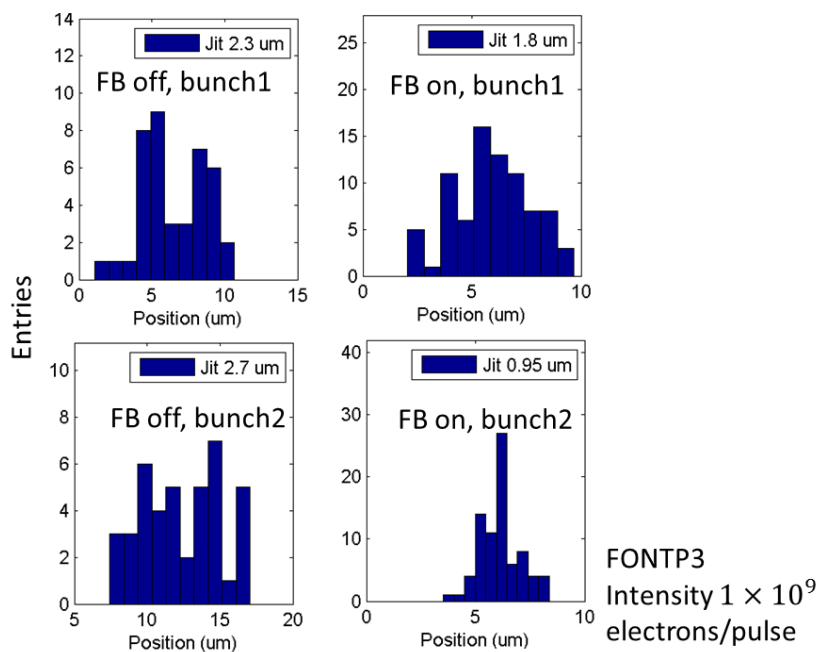 Entries
14
12
10
8
6
4
2
0
Jit 2.3 um
FB off, bunch1
0 5 10 15
Position (um)
25
20
15
10
5
0
Jit 1.8 um
FB on, bunch1
0 5 10
Position (um)
10
8
6
4
2
0
Jit 2.7 um
FB off, bunch2
5 10 15 20
Position (um)
40
30
20
10
0
Jit 0.95 um
FB on, bunch2
0 5 10
Position (um)
FONTP3
Intensity 1 × 10⁹
electrons/pulse